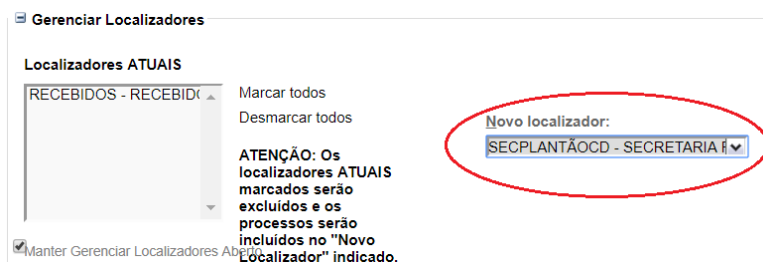 Gerenciar Localizadores
Localizadores ATUAIS
RECEBIDOS - RECEBID
Marcar todos
Desmarcar todos
ATENÇÃO: Os
localizadores ATUAIS
marcados serão
excluídos e os
processos serão
incluídos no "Novo
Localizador" indicado.
Novo localizador:
SECPLANTÃOCD - SECRETARIA
Manter Gerenciar Localizadores Aberto